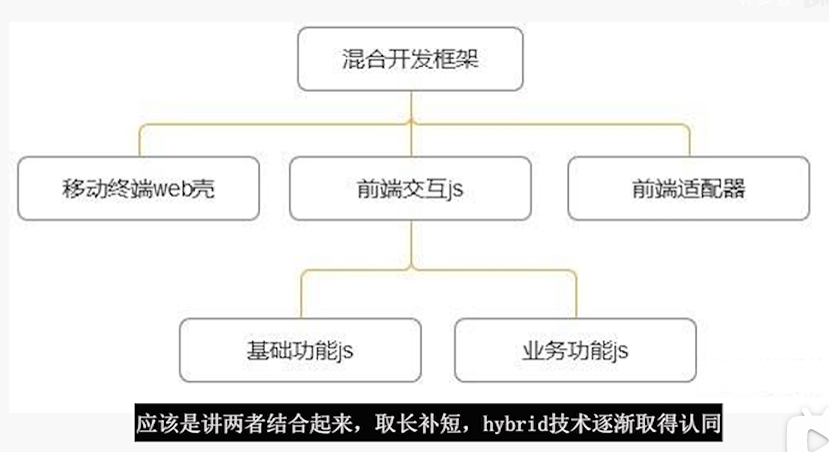 混合开发框架
移动终端web壳
前端交互js
前端适配器
基础功能js
业务功能js
应该是讲两者结合起来，取长补短，hybrid技术逐渐取得认同